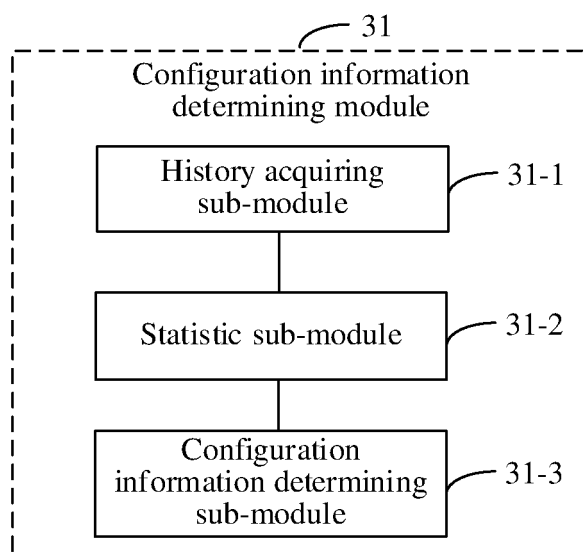 31
Configuration information
determining module
History acquiring
sub-module
31-1
Statistic sub-module
31-2
Configuration
information determining
sub-module
31-3